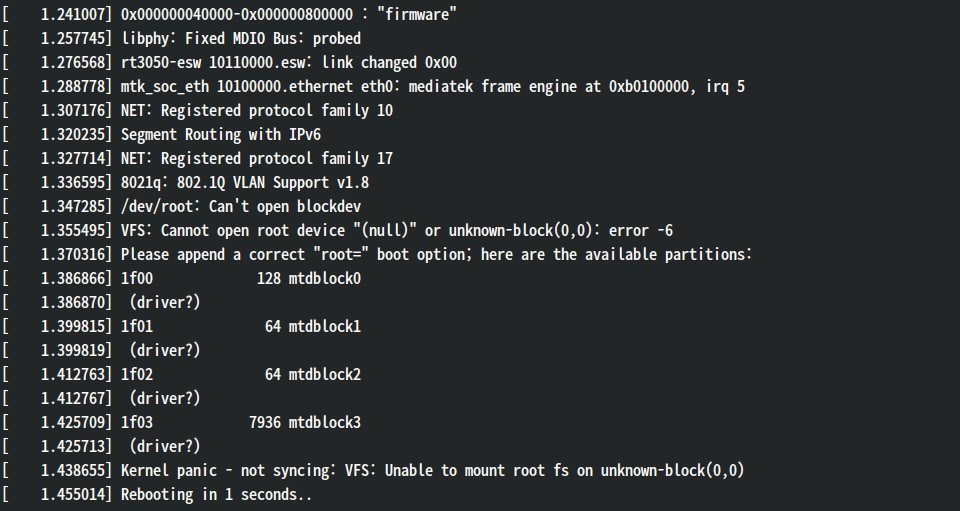 [    1.241007] 0x000000040000-0x000000800000 : "firmware"
[    1.257745] libphy: Fixed MDIO Bus: probed
[    1.276568] rt3050-esw 10110000.esw: link changed 0x00
[    1.288778] mtk_soc_eth 10100000.ethernet eth0: mediatek frame engine at 0xb0100000, irq 5
[    1.307176] NET: Registered protocol family 10
[    1.320235] Segment Routing with IPv6
[    1.327714] NET: Registered protocol family 17
[    1.336595] 8021q: 802.1Q VLAN Support v1.8
[    1.347285] /dev/root: Can't open blockdev
[    1.355495] VFS: Cannot open root device "(null)" or unknown-block(0,0): error -6
[    1.370316] Please append a correct "root=" boot option; here are the available partitions:
[    1.386866] 1f00             128 mtdblock0
[    1.386870]  (driver?)
[    1.399815] 1f01              64 mtdblock1
[    1.399819]  (driver?)
[    1.412763] 1f02              64 mtdblock2
[    1.412767]  (driver?)
[    1.425709] 1f03            7936 mtdblock3
[    1.425713]  (driver?)
[    1.438655] Kernel panic - not syncing: VFS: Unable to mount root fs on unknown-block(0,0)
[    1.455014] Rebooting in 1 seconds..